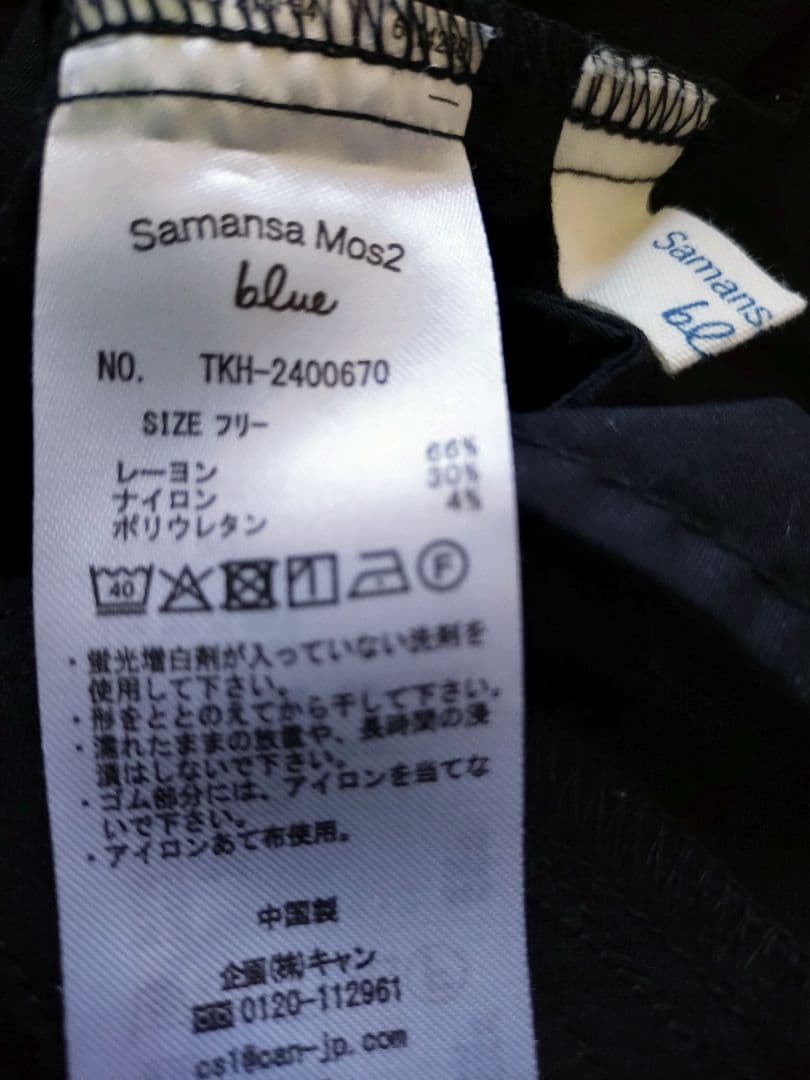 Samansa Mos2
blue
NO. TKH-2400670
SIZE フリー
レーヨン 66%
ナイロン 30%
ポリウレタン 4%
40
F
・蛍光増白剤が入っていない洗剤を
使用して下さい。
・形をととのえてから干して下さい。
・濡れたままの放置や、長時間の浸
漬はしないで下さい。
・ゴム部分には、アイロンを当てな
いで下さい。
・アイロンあて布使用。
中国製
企画(株)キャン
0120-112961
cs1@can-jp.com
Samans
bl